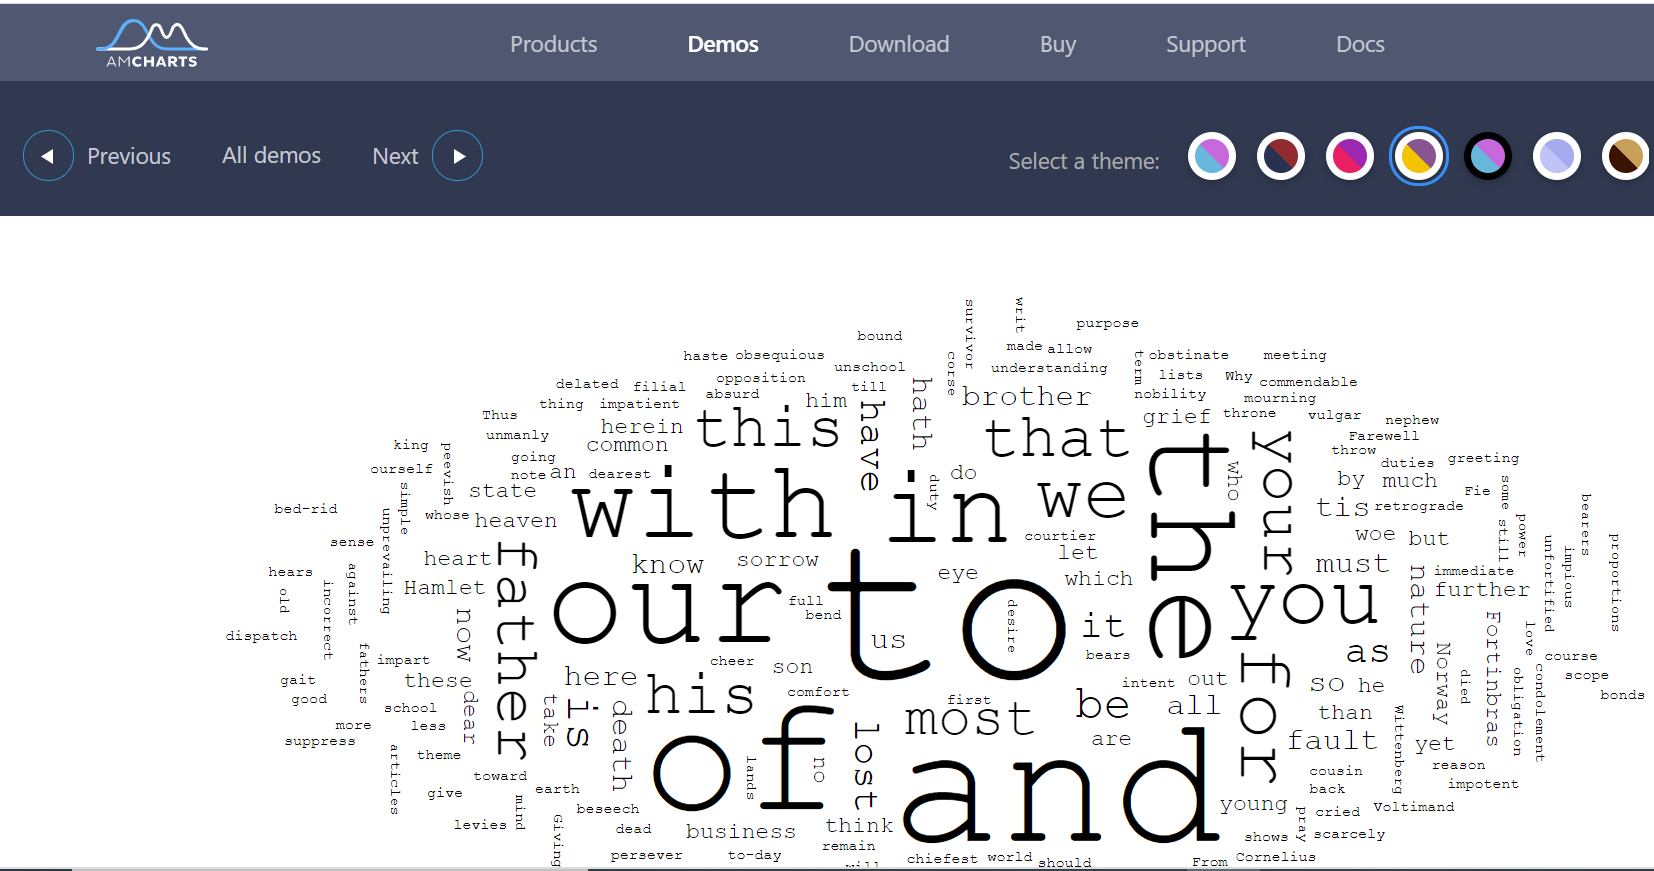 AMCHARTS
Products Demos Download Buy Support Docs
Previous All demos Next
Select a theme:
survivor
writ
purpose
bound
made allow
haste obsequious
corse
term
obstinate
meeting
unschool
understanding
opposition
lists
Why
commendable
delated filial
till
hath
absurd
nobility
mourning
him
have
brother
thing impatient
this
grief
throne
vulgar
nephew
Thus
herein
that
the
your
Farewell
unmanly
common
throw
king
peevish
going
with
in
we
who
duties
greeting
ourself
note
an
dearest
duty
do
by
much
simple
state
Fie
some
bearers
bed-rid
unprevailing
whose
heaven
tis
retrograde
still
power
sense
father
courtier
woe
but
unfortified
impious
proportions
heart
know
sorrow
to
let
must
hears
against
Hamlet
our
eye
which
you
nature
immediate
further
old
incorrect
now
full
desire
bend
it
Fortinbras
love
dispatch
us
as
Norway
fathers
impart
cheer
son
bears
for
course
gait
these
here
his
comfort
intent
out
so
he
died
obligation
condolement
scope
good
dear
take
is
death
of
first
be
all
bonds
school
lost
most
than
Wittenberg
more
less
suppress
are
fault
yet
articles
theme
lands
no
and
reason
toward
cousin
impotent
give
mind
earth
back
beseech
young
pray
cried
Voltimand
levies
Giving
dead
business
think
shows
scarcely
persever
to-day
remain
will
chiefest
world
should
From
Cornelius